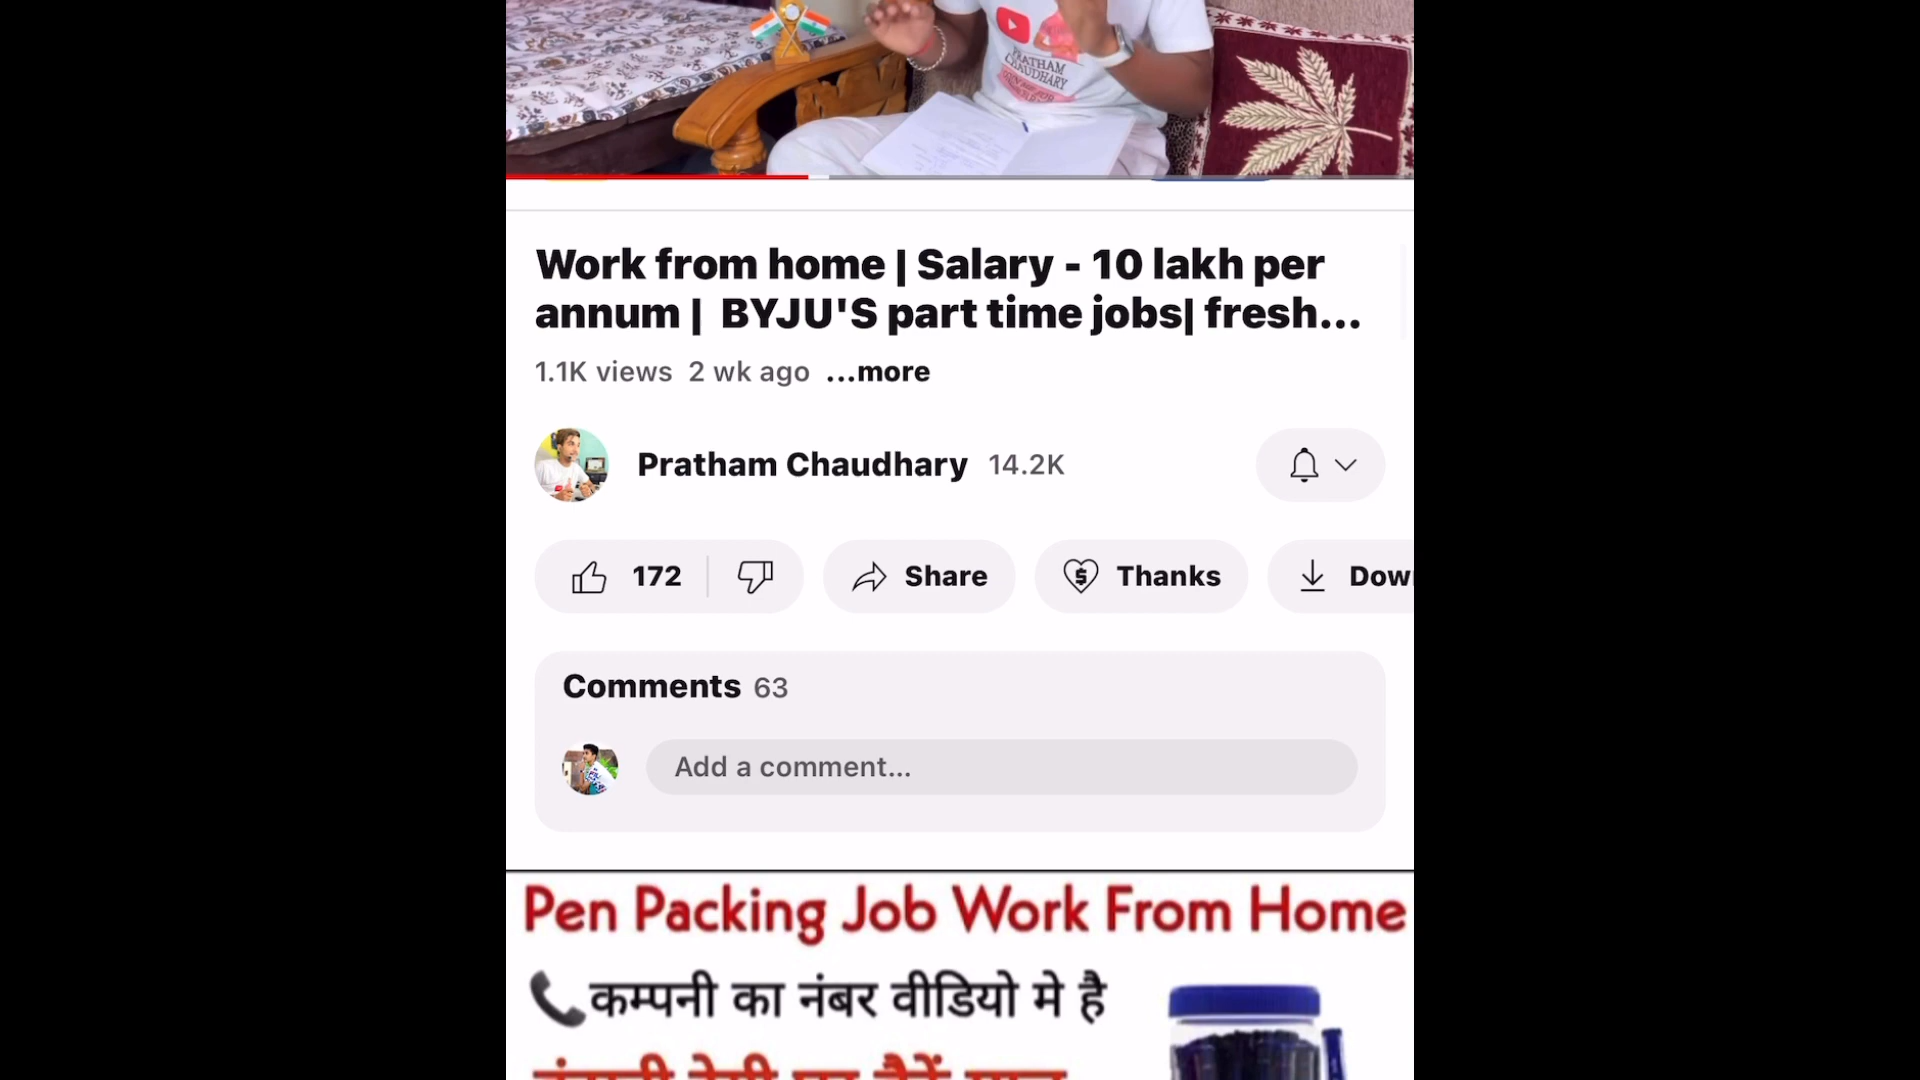 PRATHAM
CHAUDHARY
Work from home | Salary - 10 lakh per
annum | BYJU'S part time jobs| fresh...
1.1K views 2 wk ago ...more
Pratham Chaudhary 14.2K
172 Share Thanks Dow
Comments 63
Add a comment...
Pen Packing Job Work From Home
कम्पनी का नंबर वीडियो मे है